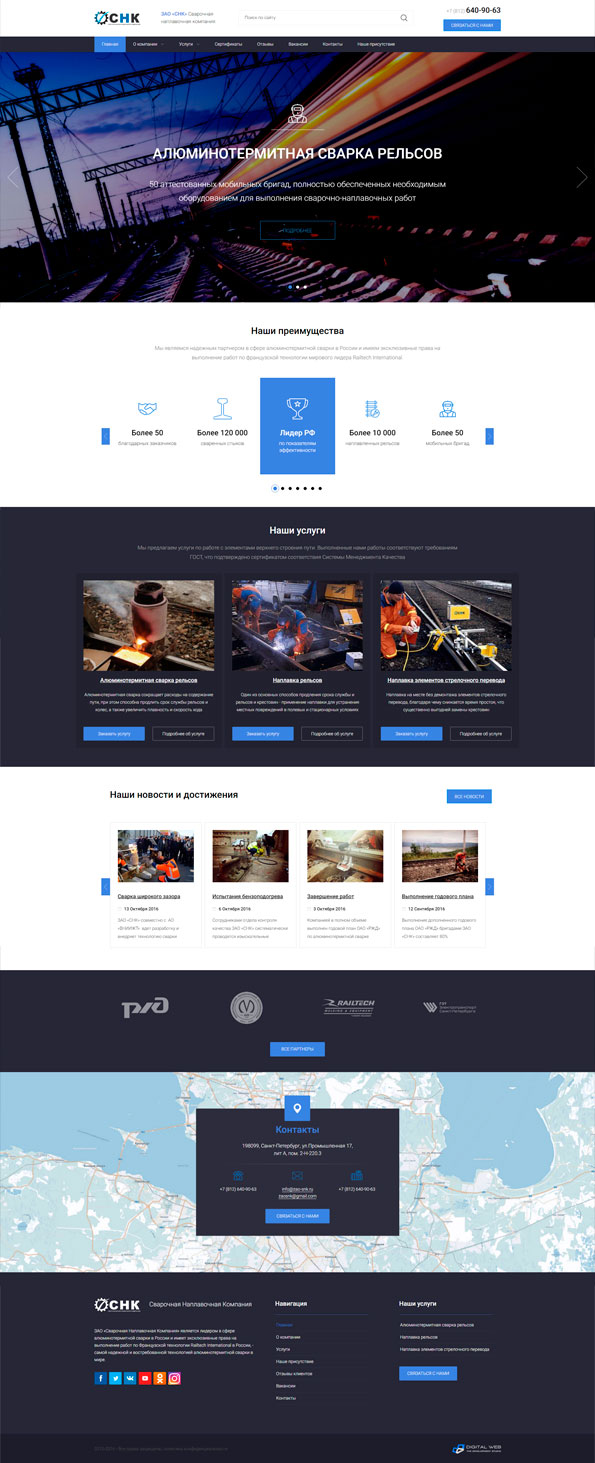 СНК
ЗАО «СНК» Сварочная
наплавочная компания
Поиск по сайту
+7 (812) 640-90-63
СВЯЗАТЬСЯ С НАМИ
Главная
О компании
Услуги
Сертификаты
Отзывы
Вакансии
Контакты
Наше присутствие
АЛЮМИНОТЕРМИТНАЯ СВАРКА РЕЛЬСОВ
50 аттестованных мобильных бригад, полностью обеспеченных необходимым
оборудованием для выполнения сварочно-наплавочных работ
ПОДРОБНЕЕ
Наши преимущества
Мы являемся надежным партнером в сфере алюминотермитной сварки в России и имеем эксклюзивные права на
выполнение работ по французской технологии мирового лидера Railtech International
Более 50
благодарных заказчиков
Более 120 000
сваренных стыков
Лидер РФ
по показателям
эффективности
Более 10 000
наплавленных рельсов
Более 50
мобильных бригад
Наши услуги
Мы предлагаем услуги по работе с элементами верхнего строения пути. Выполненные нами работы соответствуют требованиям
ГОСТ, что подтверждено сертификатом соответствия Системы Менеджмента Качества
Алюминотермитная сварка рельсов
Алюминотермитная сварка сокращает расходы на содержание
пути, при этом способна продлить срок службы рельсов и
колес, а также увеличить плавность и скорость хода
Заказать услугу
Подробнее об услуге
Наплавка рельсов
Один из основных способов продления срока службы
рельсов и крестовин - применение наплавки для устранения
местных повреждений в полевых и стационарных условиях
Заказать услугу
Подробнее об услуге
Наплавка элементов стрелочного перевода
Наплавка на месте без демонтажа элементов стрелочного
перевода, благодаря чему снижается время простоя, что
существенно выгодней замены крестовин
Заказать услугу
Подробнее об услуге
Наши новости и достижения
ВСЕ НОВОСТИ
Сварка широкого зазора
13 Октября 2016
ЗАО «СНК» совместно с АО
«ВНИИЖТ» ведет разработку и
внедряет технологию сварки
Испытания бензоподогрева
6 Октября 2016
Сотрудниками отдела контроля
качества ЗАО «СНК» систематически
проводятся изыскательные
Завершение работ
3 Октября 2016
Компанией в полном объеме
выполнен годовой план ОАО «РЖД»
по алюминотермитной сварке
Выполнение годового плана
12 Сентября 2016
Выполнение дополненного годового
плана ОАО «РЖД» бригадами ЗАО
«СНК» составляет 80%
РЖД
RAILTECH
WELDING & EQUIPMENT
ГЭТ
Электротранспорт
Санкт-Петербурга
ВСЕ ПАРТНЕРЫ
Контакты
198099, Санкт-Петербург, ул.Промышленная 17,
лит А, пом. 2-Н-220.3
+7 (812) 640-90-63
info@zao-snk.ru
zaosnk@gmail.com
+7 (812) 640-90-63
СВЯЗАТЬСЯ С НАМИ
СНК
Сварочная Наплавочная Компания
ЗАО «Сварочная Наплавочная Компания» является лидером в сфере
алюминотермитной сварки в России и имеет эксклюзивные права на
выполнение работ по Французской технологии Railtech International в России, -
самой надежной и востребованной технологией алюминотермитной сварки в
мире
Навигация
Главная
О компании
Услуги
Наше присутствие
Отзывы клиентов
Вакансии
Контакты
Наши услуги
Алюминотермитная сварка рельсов
Наплавка рельсов
Наплавка элементов стрелочного перевода
СВЯЗАТЬСЯ С НАМИ
DIGITAL WEB